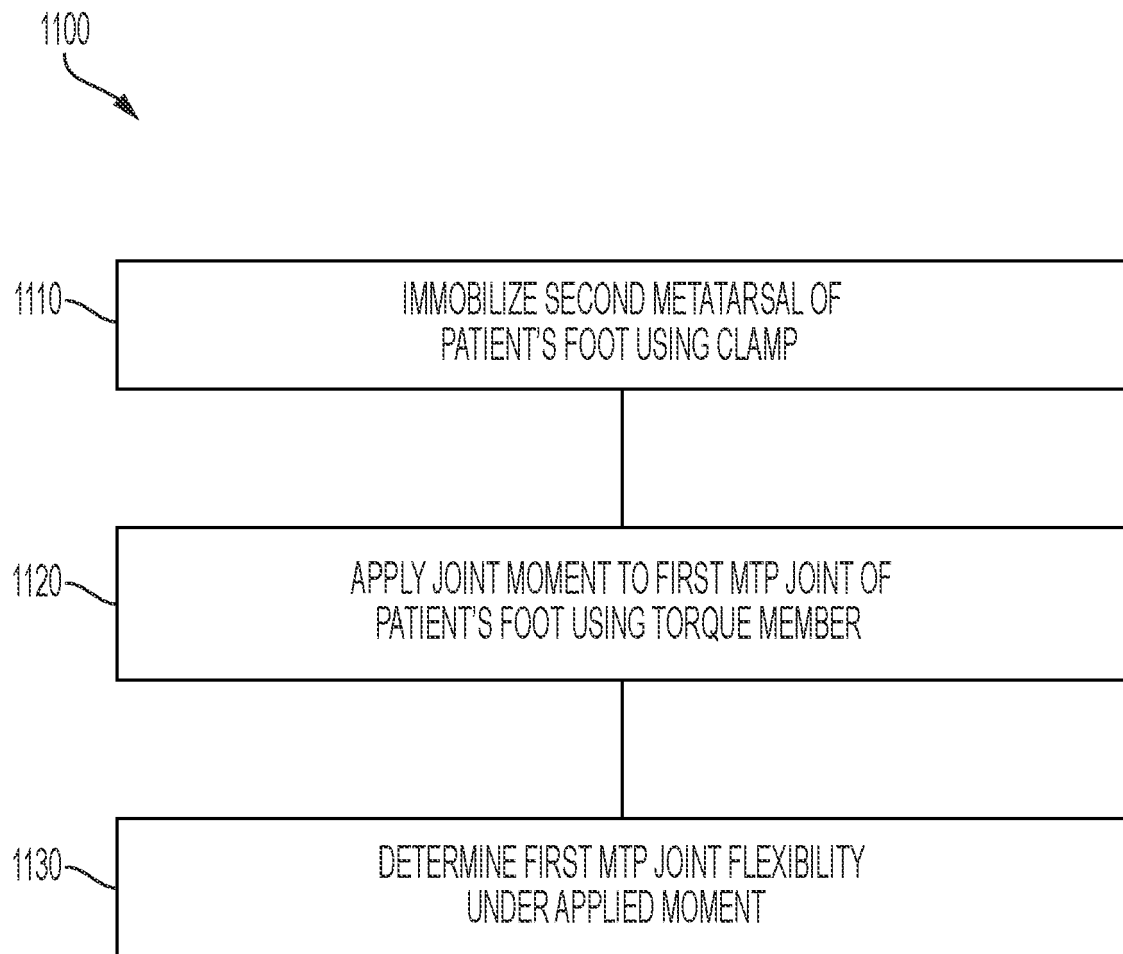 1100
1110
IMMOBILIZE SECOND METATARSAL OF
PATIENT'S FOOT USING CLAMP
1120
APPLY JOINT MOMENT TO FIRST MTP JOINT OF
PATIENT'S FOOT USING TORQUE MEMBER
1130
DETERMINE FIRST MTP JOINT FLEXIBILITY
UNDER APPLIED MOMENT